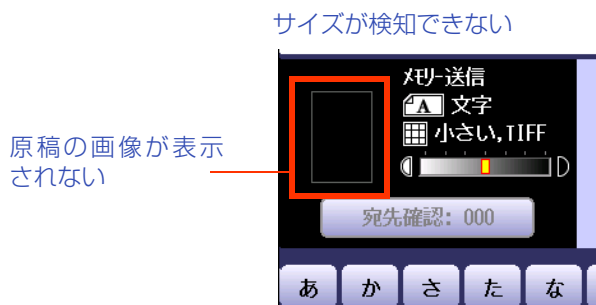 サイズが検知できない
ﾒﾓﾘｰ送信
A 文字
小さい,TIFF
原稿の画像が表示
されない
宛先確認: 000
あ か さ た な